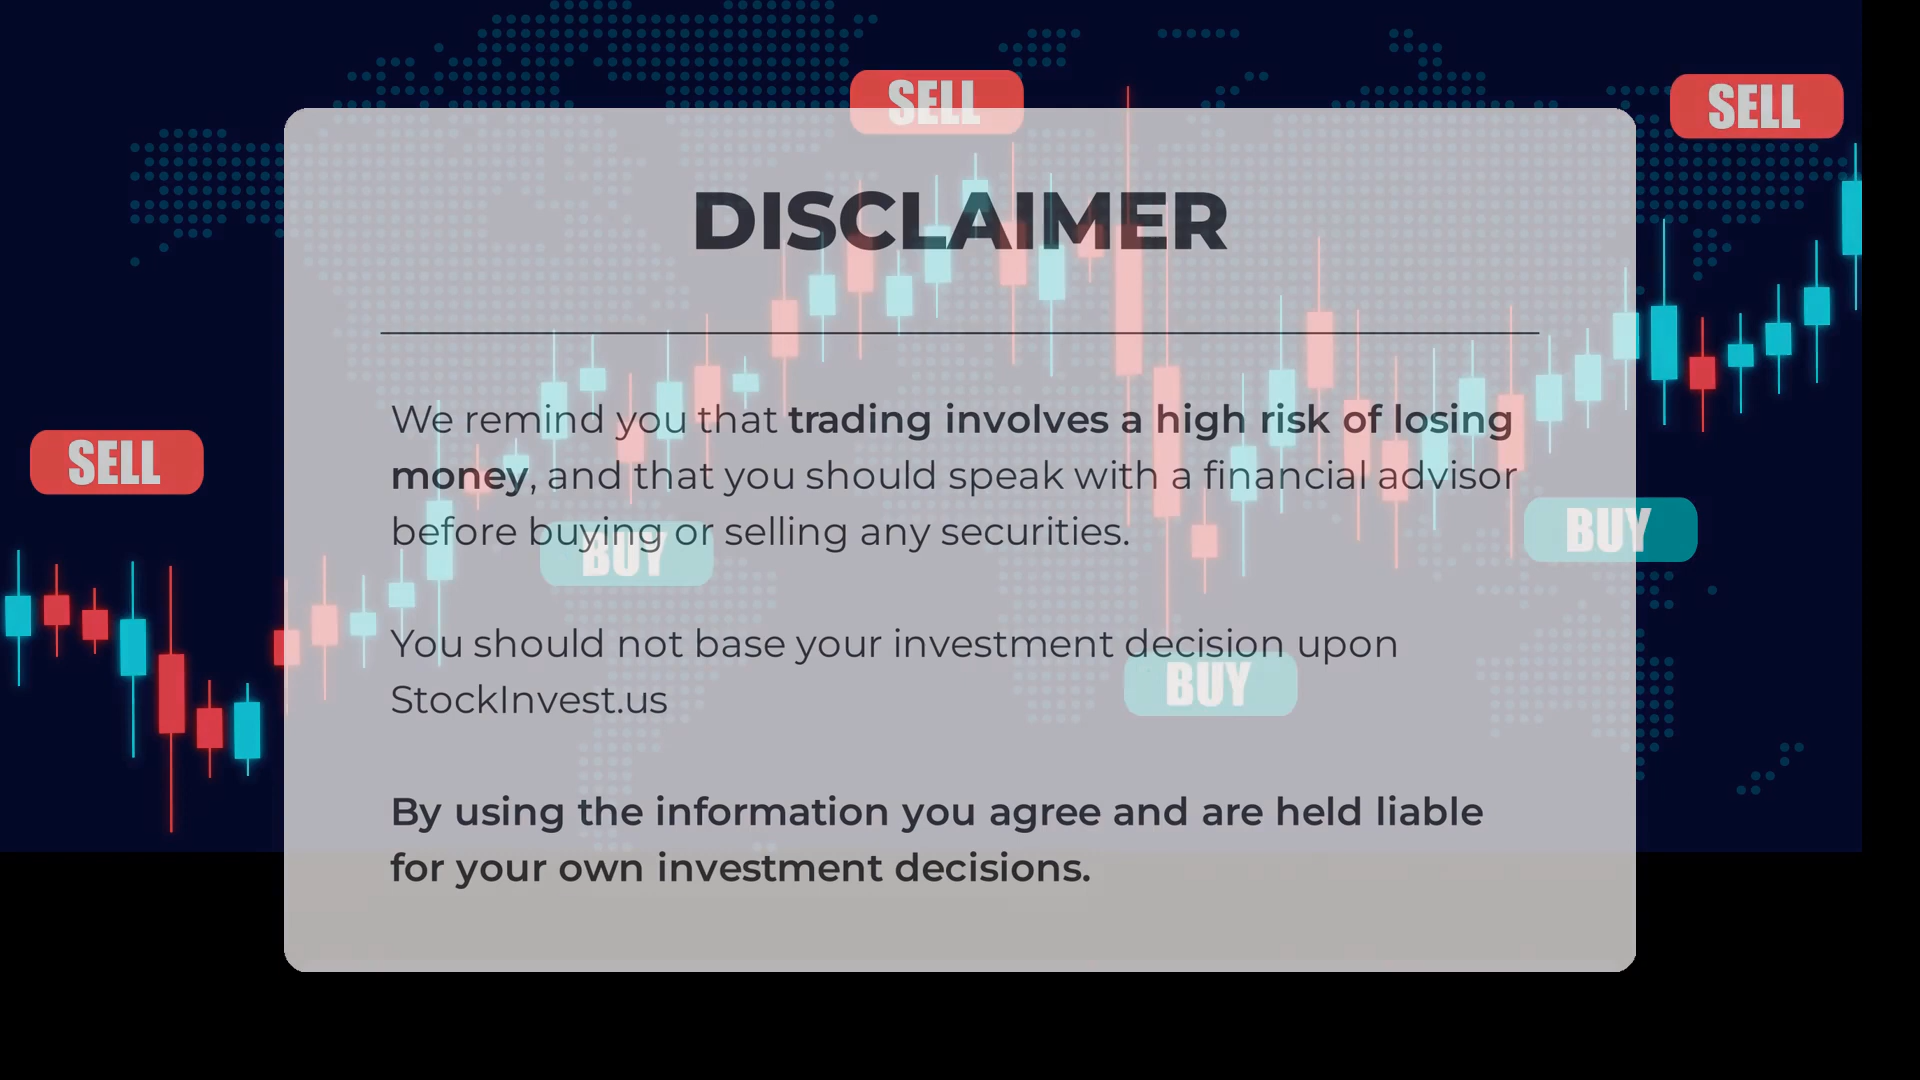 SELL
SELL
DISCLAIMER
We remind you that trading involves a high risk of losing
money, and that you should speak with a financial advisor
before buying or selling any securities.
SELL
BUY
BUY
You should not base your investment decision upon
StockInvest.us
BUY
By using the information you agree and are held liable
for your own investment decisions.